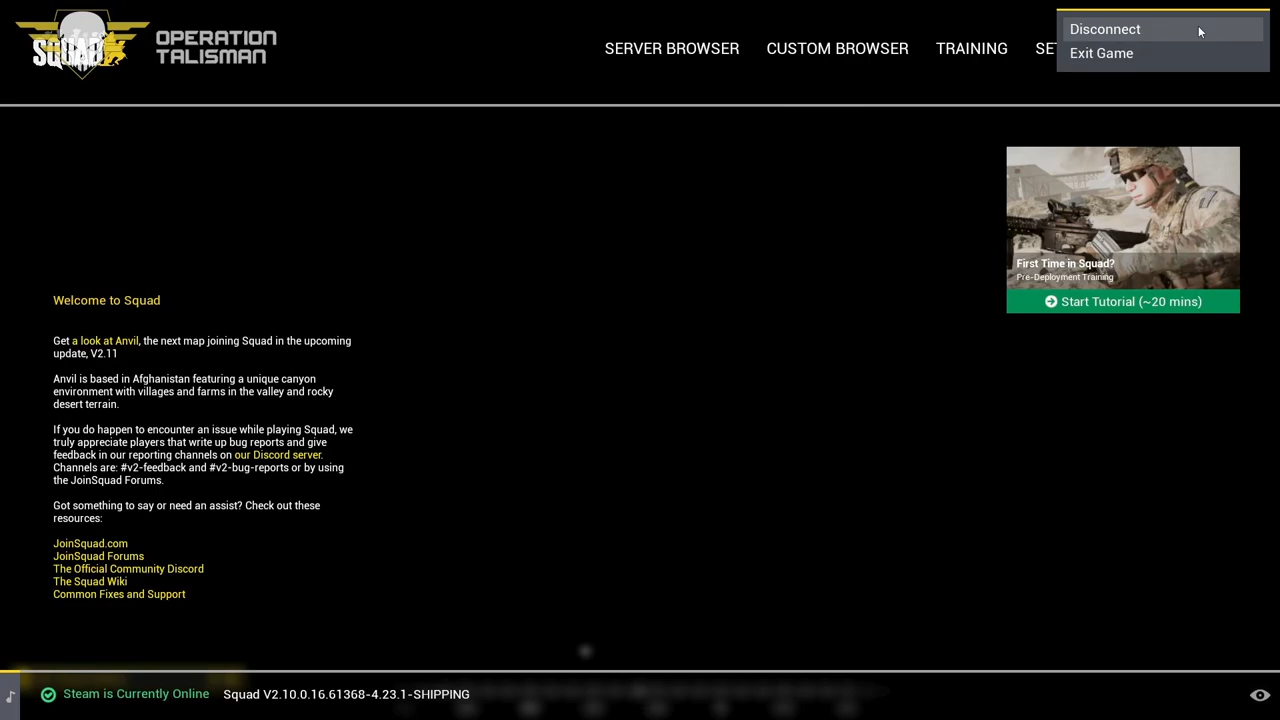 SQUAD
OPERATION
TALISMAN
SERVER BROWSER
CUSTOM BROWSER
TRAINING
SE
Disconnect
Exit Game
First Time in Squad?
Pre-Deployment Training
Start Tutorial (~20 mins)
Welcome to Squad
Get a look at Anvil, the next map joining Squad in the upcoming
update, V2.11
Anvil is based in Afghanistan featuring a unique canyon
environment with villages and farms in the valley and rocky
desert terrain.
If you do happen to encounter an issue while playing Squad, we
truly appreciate players that write up bug reports and give
feedback in our reporting channels on our Discord server.
Channels are: #v2-feedback and #v2-bug-reports or by using
the JoinSquad Forums.
Got something to say or need an assist? Check out these
resources:
JoinSquad.com
JoinSquad Forums
The Official Community Discord
The Squad Wiki
Common Fixes and Support
Steam is Currently Online
Squad V2.10.0.16.61368-4.23.1-SHIPPING